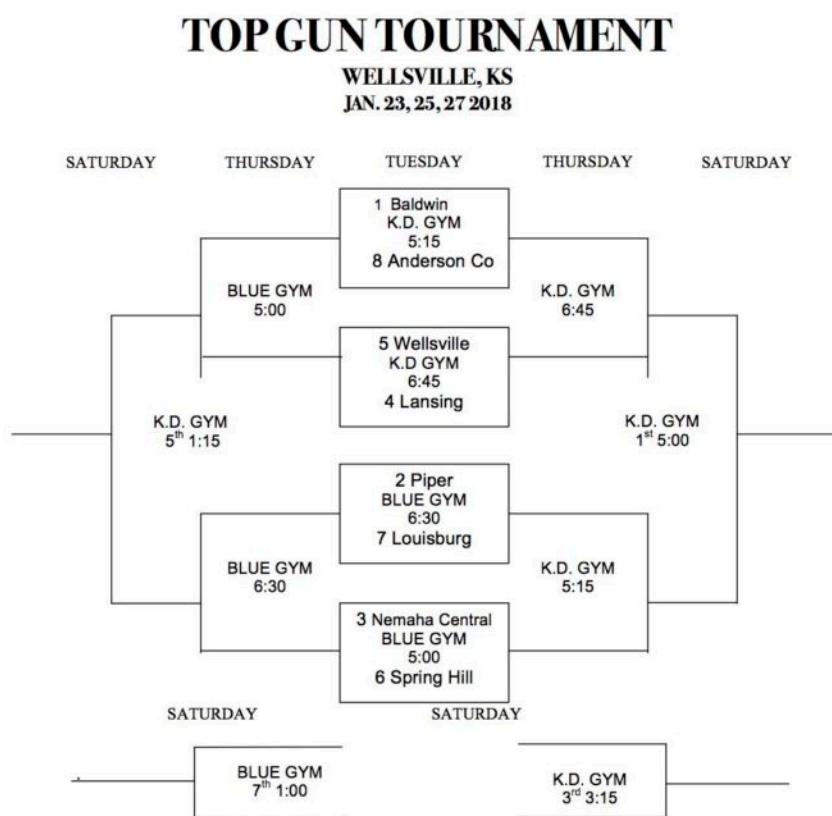 TOP GUN TOURNAMENT
WELLSVILLE, KS
JAN. 23, 25, 27 2018
SATURDAY THURSDAY TUESDAY THURSDAY SATURDAY
1 Baldwin
K.D. GYM
5:15
8 Anderson Co
BLUE GYM
5:00
K.D. GYM
6:45
5 Wellsville
K.D GYM
6:45
4 Lansing
K.D. GYM
5th 1:15
K.D. GYM
1st 5:00
2 Piper
BLUE GYM
6:30
7 Louisburg
BLUE GYM
6:30
K.D. GYM
5:15
3 Nemaha Central
BLUE GYM
5:00
6 Spring Hill
SATURDAY SATURDAY
BLUE GYM
7th 1:00
K.D. GYM
3rd 3:15